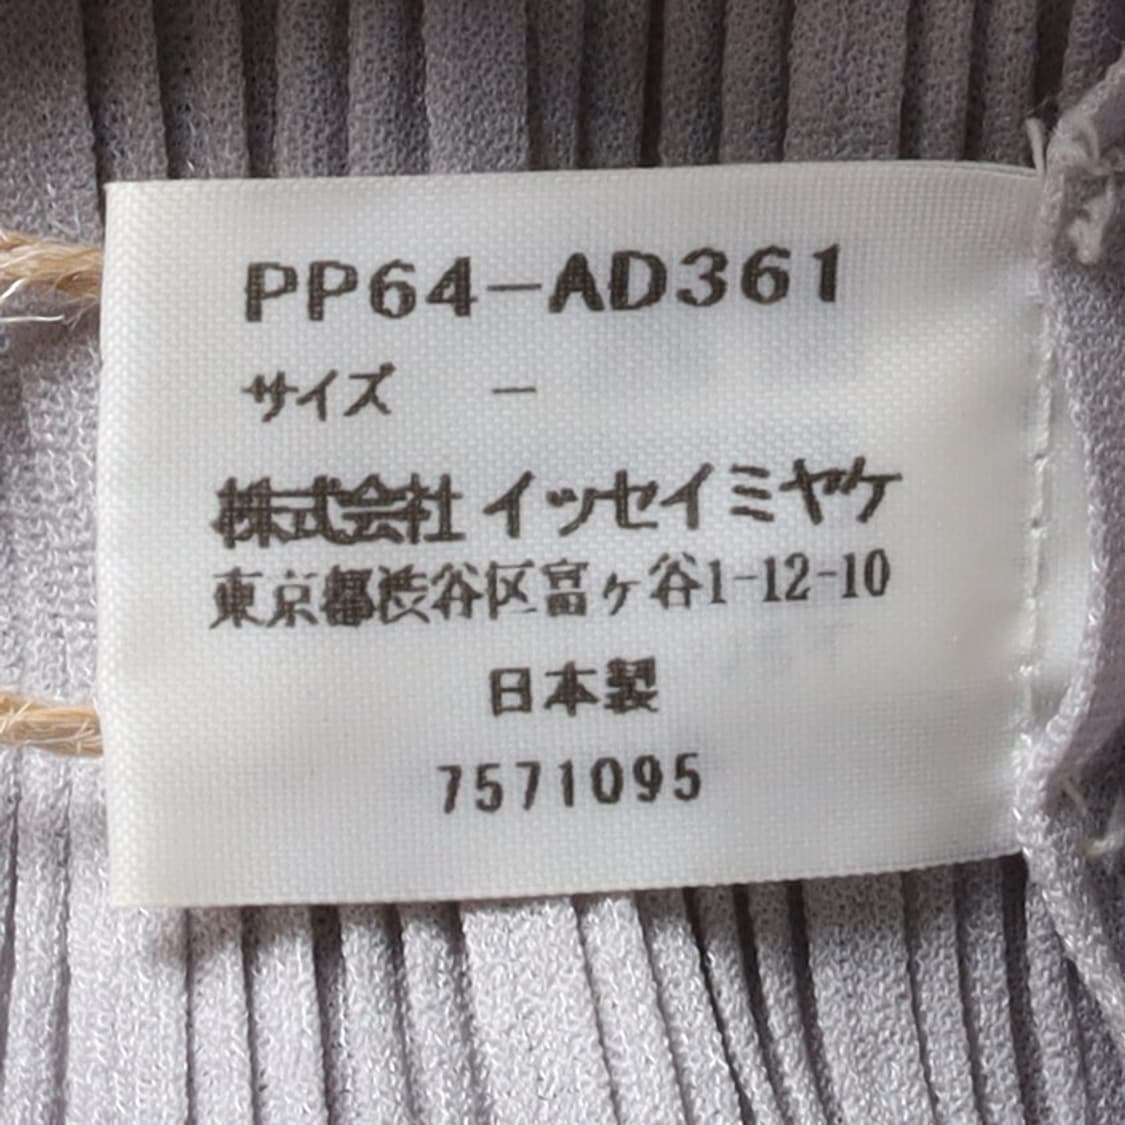 PP64-AD361
サイズ －
株式会社 イッセイミヤケ
東京都渋谷区富ヶ谷1-12-10
日本製
7571095